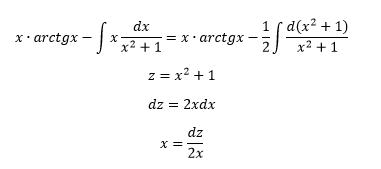 x · arctgx − ∫ x dx/(x² + 1) = x · arctgx − 1/2 ∫ d(x² + 1)/(x² + 1)
z = x² + 1
dz = 2xdx
x = dz/2x